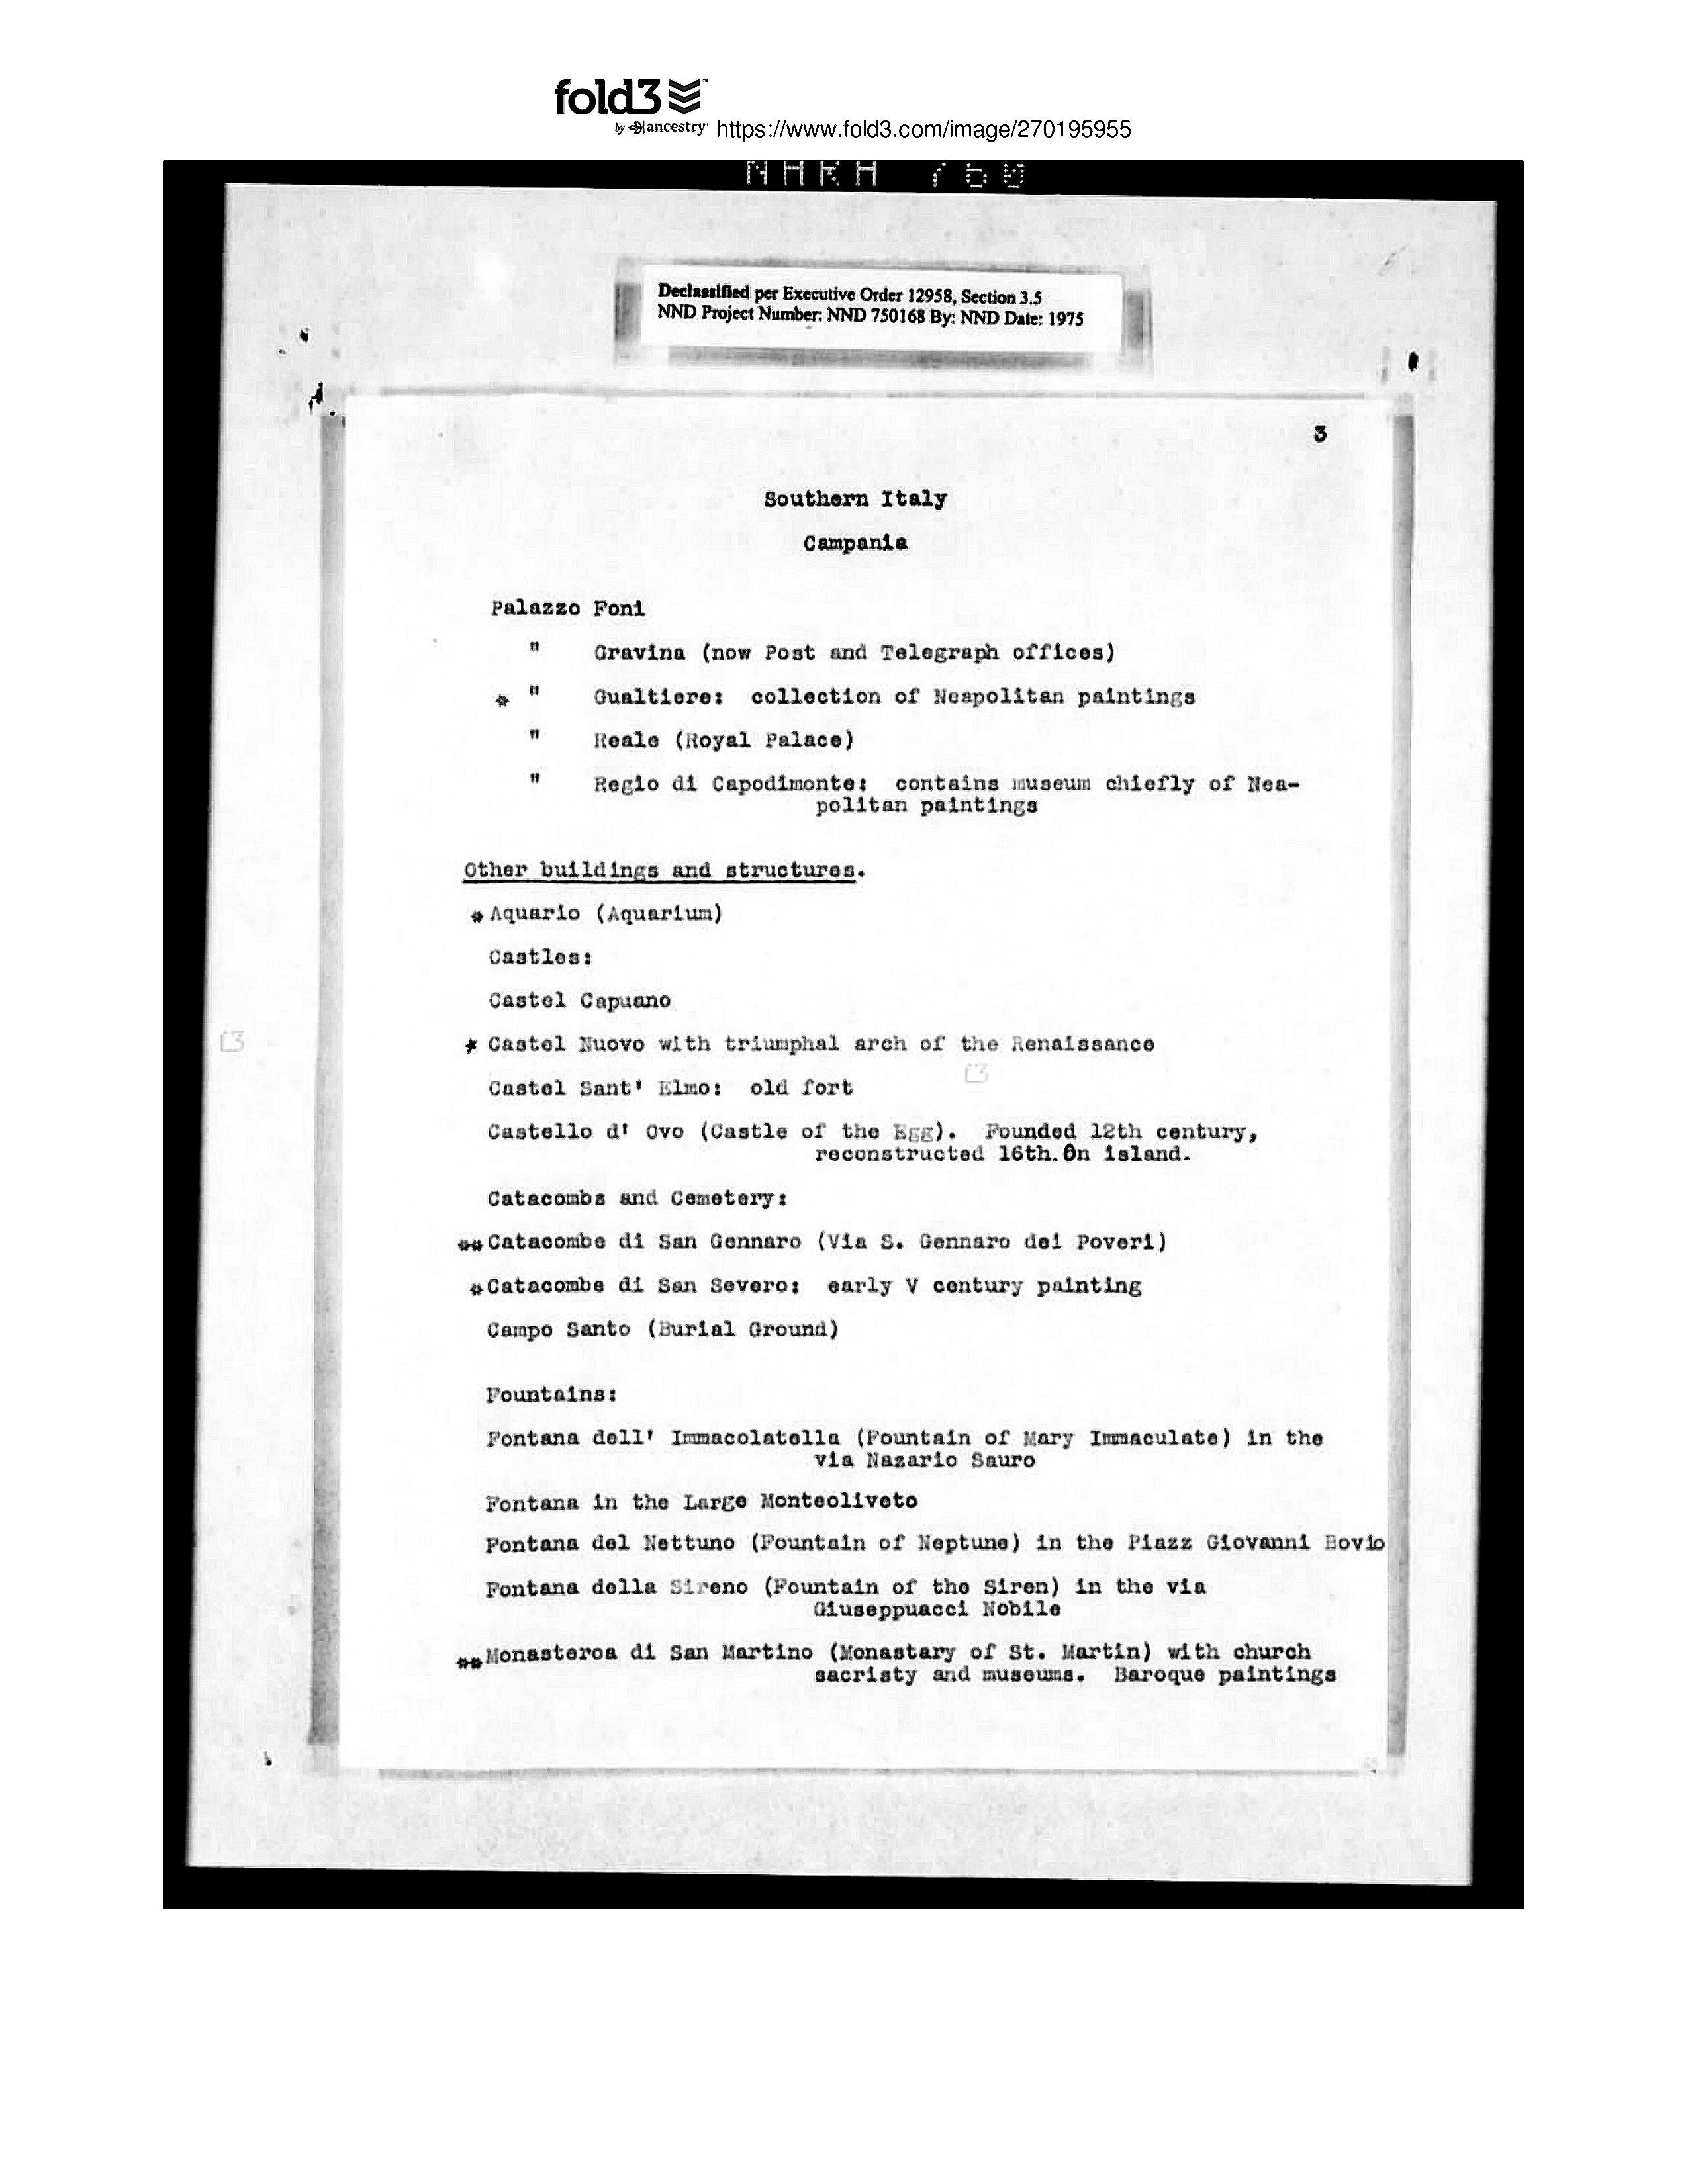 fold3
by ancestry https://www.fold3.com/image/270195955
Declassified per Executive Order 12958, Section 3.5
NND Project Number: NND 750168 By: NND Date: 1975
3
Southern Italy
Campania
Palazzo Foni
" Gravina (now Post and Telegraph offices)
* " Gualtiere: collection of Neapolitan paintings
" Reale (Royal Palace)
" Regio di Capodimonte: contains museum chiefly of Nea-
politan paintings
Other buildings and structures.
* Aquario (Aquarium)
Castles:
Castel Capuano
* Castel Nuovo with triumphal arch of the Renaissance
Castel Sant' Elmo: old fort
Castello d' Ovo (Castle of the Egg). Founded 12th century,
reconstructed 16th. On island.
Catacombs and Cemetery:
** Catacombe di San Gennaro (Via S. Gennaro dei Poveri)
* Catacombe di San Severo: early V century painting
Campo Santo (Burial Ground)
Fountains:
Fontana dell' Immacolatella (Fountain of Mary Immaculate) in the
via Nazario Sauro
Fontana in the Large Monteoliveto
Fontana del Nettuno (Fountain of Neptune) in the Piazz Giovanni Bovio
Fontana della Sireno (Fountain of the Siren) in the via
Giuseppuacci Nobile
** Monasteroa di San Martino (Monastary of St. Martin) with church
sacristy and museums. Baroque paintings